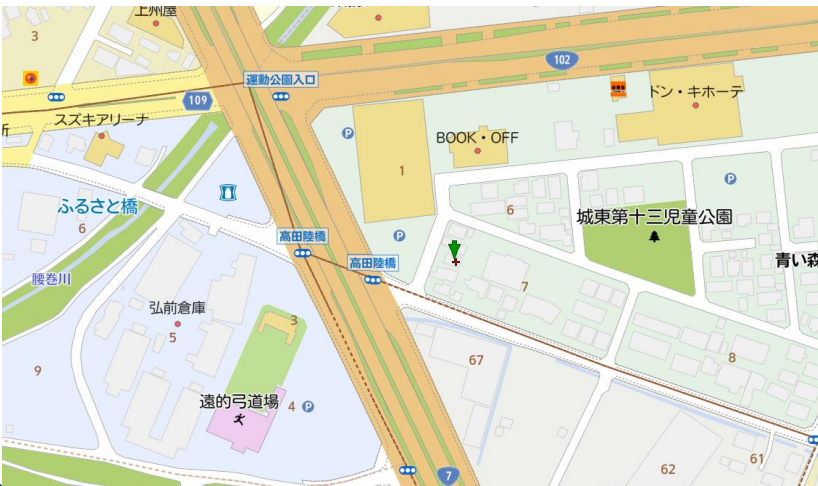 上州屋
3
運動公園入口
102
109
スズキアリーナ
ドン・キホーテ
BOOK・OFF
P
1
P
6
ふるさと橋
6
城東第十三児童公園
高田陸橋
P
高田陸橋
青い森
腰巻川
7
弘前倉庫
5
3
67
8
9
遠的弓道場
4
P
7
62
61